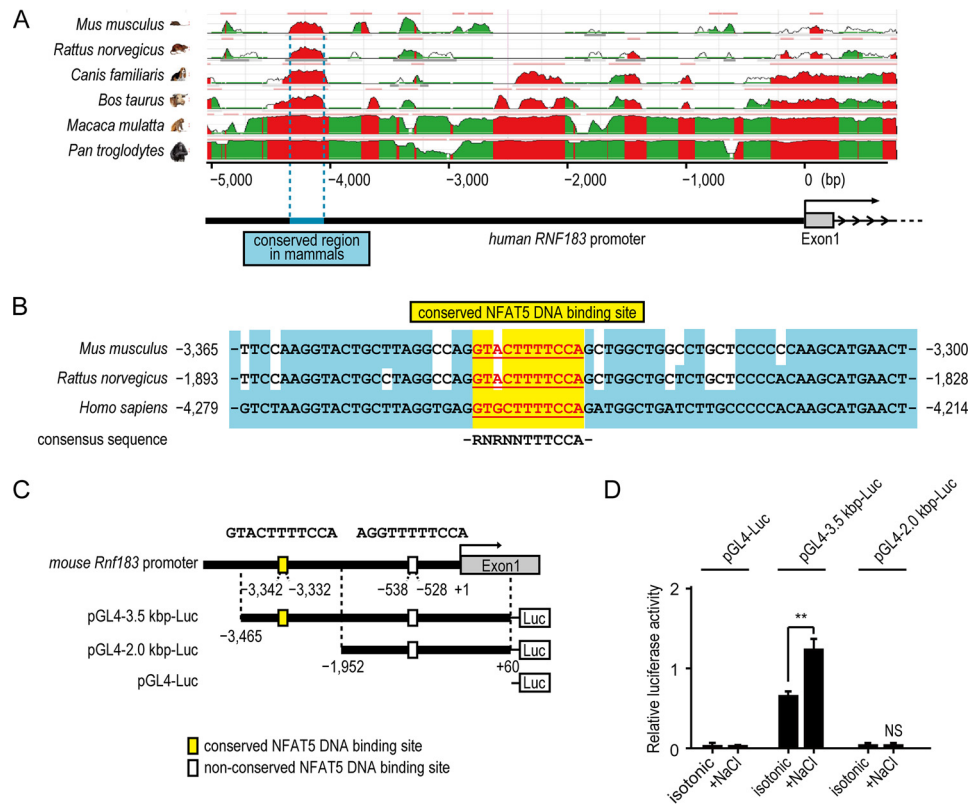 A
Mus musculus
Rattus norvegicus
Canis familiaris
Bos taurus
Macaca mulatta
Pan troglodytes
−5,000 −4,000 −3,000 −2,000 −1,000 0 (bp)
conserved region
in mammals
human RNF183 promoter
Exon1
B
conserved NFAT5 DNA binding site
Mus musculus −3,365 -TTCCAAGGTACTGCTTAGGCCAGGTACTTTTCCAGCTGGCTGGCCTGCTCCCCCCAAGCATGAACT- −3,300
Rattus norvegicus −1,893 -TTCCAAGGTACTGCCTAGGCCAGGTACTTTTCCAGCTGGCTGCTCTGCTCCCCCACAAGCATGAACT- −1,828
Homo sapiens −4,279 -GTCTAAGGTACTGCTTAGGTGAGGTGCTTTTCCAGATGGCTGATCTTGCCCCCACAAGCATGAACT- −4,214
consensus sequence -RNRNNTTTCCA-
C
GTACTTTTCCA AGGTTTTTCCA
mouse Rnf183 promoter
Exon1
−3,342 −3,332 −538 −528 +1
pGL4-3.5 kbp-Luc
Luc
−3,465
pGL4-2.0 kbp-Luc
Luc
−1,952 +60
pGL4-Luc
Luc
conserved NFAT5 DNA binding site
non-conserved NFAT5 DNA binding site
D
pGL4-Luc
pGL4-3.5 kbp-Luc
pGL4-2.0 kbp-Luc
Relative luciferase activity
2
1
0
**
NS
isotonic
+NaCl
isotonic
+NaCl
isotonic
+NaCl